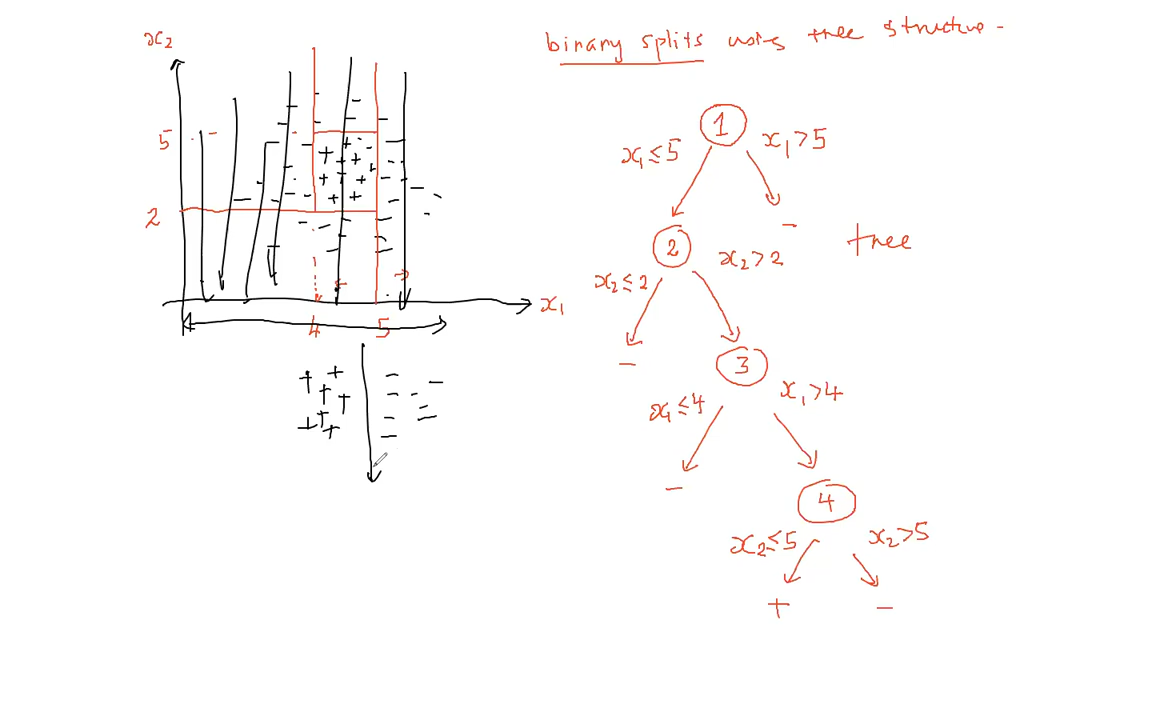 binary splits using tree structure -
x2
5
2
4
5
x1
1
x1 ≤ 5
x1 > 5
-
2
tree
x2 ≤ 2
x2 > 2
-
3
x1 ≤ 4
x1 > 4
-
4
x2 ≤ 5
x2 > 5
+
-